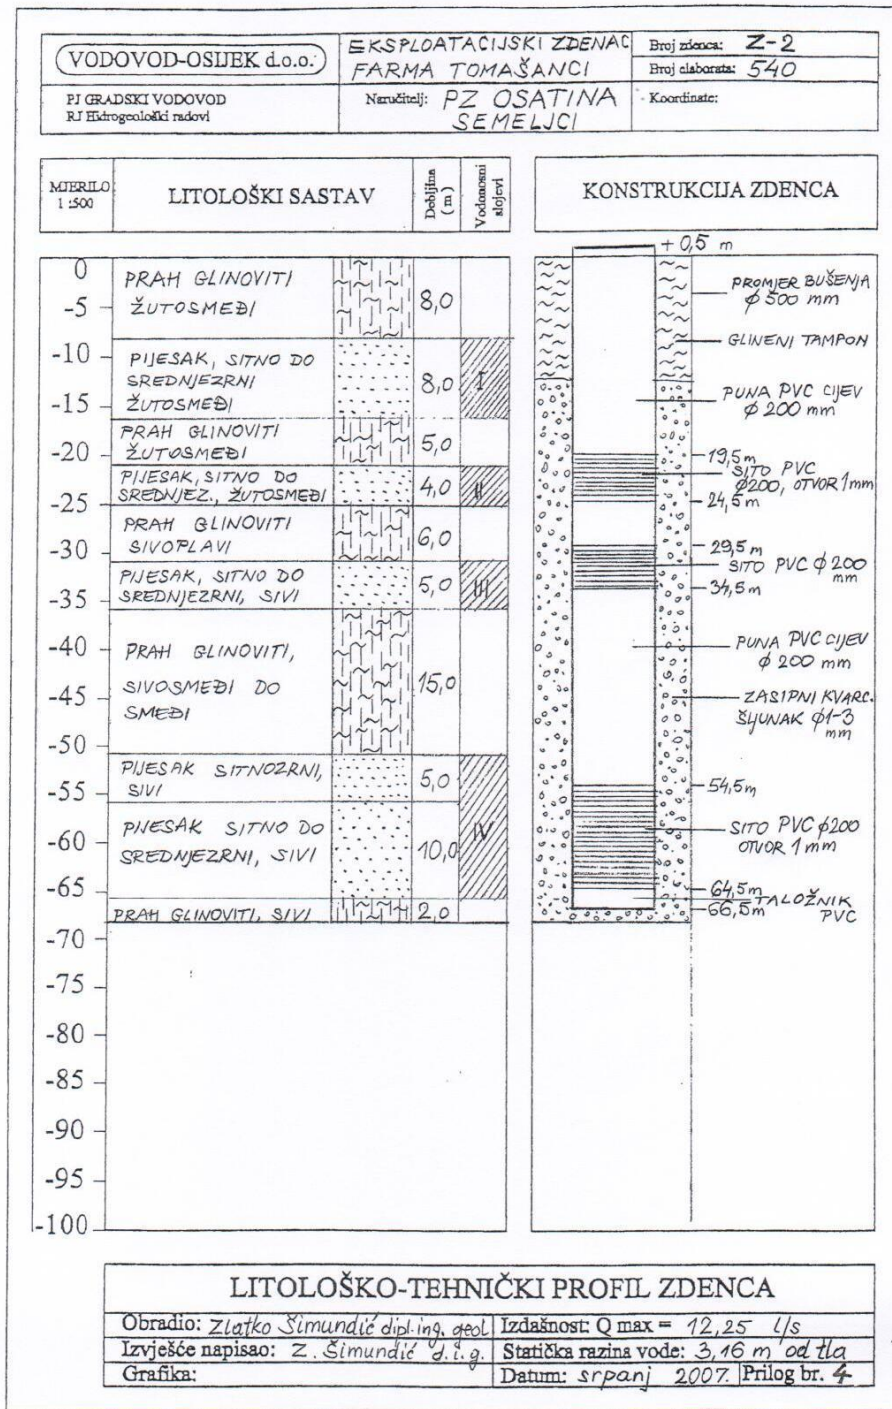 VODOVOD-OSIJEK d.o.o.
PJ GRADSKI VODOVOD
RJ Hidrogeološki radovi
EKSPLOATACIJSKI ZDENAC
FARMA TOMAŠANCI
Naručitelj: PZ OSATINA
SEMELJCI
Broj zdenca: Z-2
Broj elaborata: 540
Koordinate:
MJERILO
1:500
LITOLOŠKI SASTAV
Debljina
(m)
Vodonosni
slojevi
KONSTRUKCIJA ZDENCA
0
-5
-10
-15
-20
-25
-30
-35
-40
-45
-50
-55
-60
-65
-70
-75
-80
-85
-90
-95
-100
PRAH GLINOVITI
ŽUTOSMEĐI
8,0
PIJESAK, SITNO DO
SREDNJEZRNI
ŽUTOSMEĐI
8,0
I
PRAH GLINOVITI
ŽUTOSMEĐI
5,0
PIJESAK, SITNO DO
SREDNJEZ., ŽUTOSMEĐI
4,0
II
PRAH GLINOVITI
SIVOPLAVI
6,0
PIJESAK, SITNO DO
SREDNJEZRNI, SIVI
5,0
III
PRAH GLINOVITI,
SIVOSMEĐI DO
SMEĐI
15,0
PIJESAK SITNOZRNI,
SIVI
5,0
PIJESAK SITNO DO
SREDNJEZRNI, SIVI
10,0
IV
PRAH GLINOVITI, SIVI
2,0
+0,5 m
PROMJER BUŠENJA
ϕ 500 mm
GLINENI TAMPON
PUNA PVC CIJEV
ϕ 200 mm
19,5 m
SITO PVC
ϕ200, OTVOR 1mm
24,5 m
29,5 m
SITO PVC ϕ 200
mm
34,5 m
PUNA PVC CIJEV
ϕ 200 mm
ZASIPNI KVARC.
ŠLJUNAK ϕ1-3
mm
54,5m
SITO PVC ϕ200
OTVOR 1mm
64,5m
TALOŽNIK
PVC
66,5m
LITOLOŠKO-TEHNIČKI PROFIL ZDENCA
Obradio: Zlatko Šimundić dipl.ing. geol
Izdašnost: Q max = 12,25 l/s
Izvješće napisao: Z. Šimundić d.i.g.
Statička razina vode: 3,16 m od tla
Grafika:
Datum: srpanj 2007.
Prilog br. 4